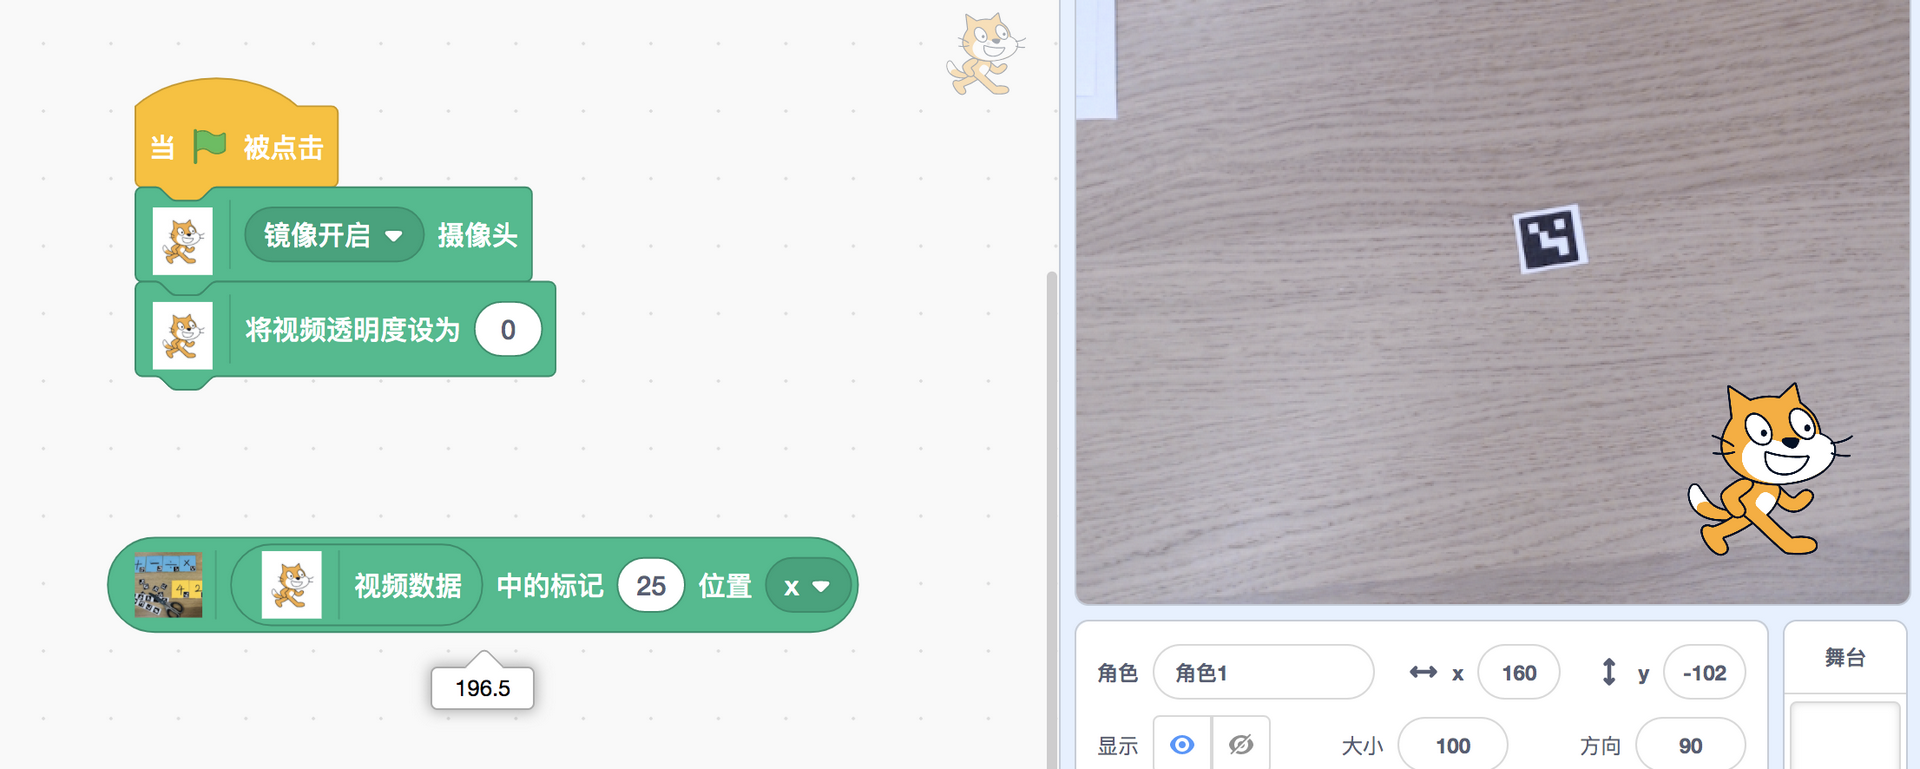 当 被点击
镜像开启 摄像头
将视频透明度设为 0
视频数据 中的标记 25 位置 x
196.5
角色 角色1 x 160 y -102
显示 大小 100 方向 90
舞台